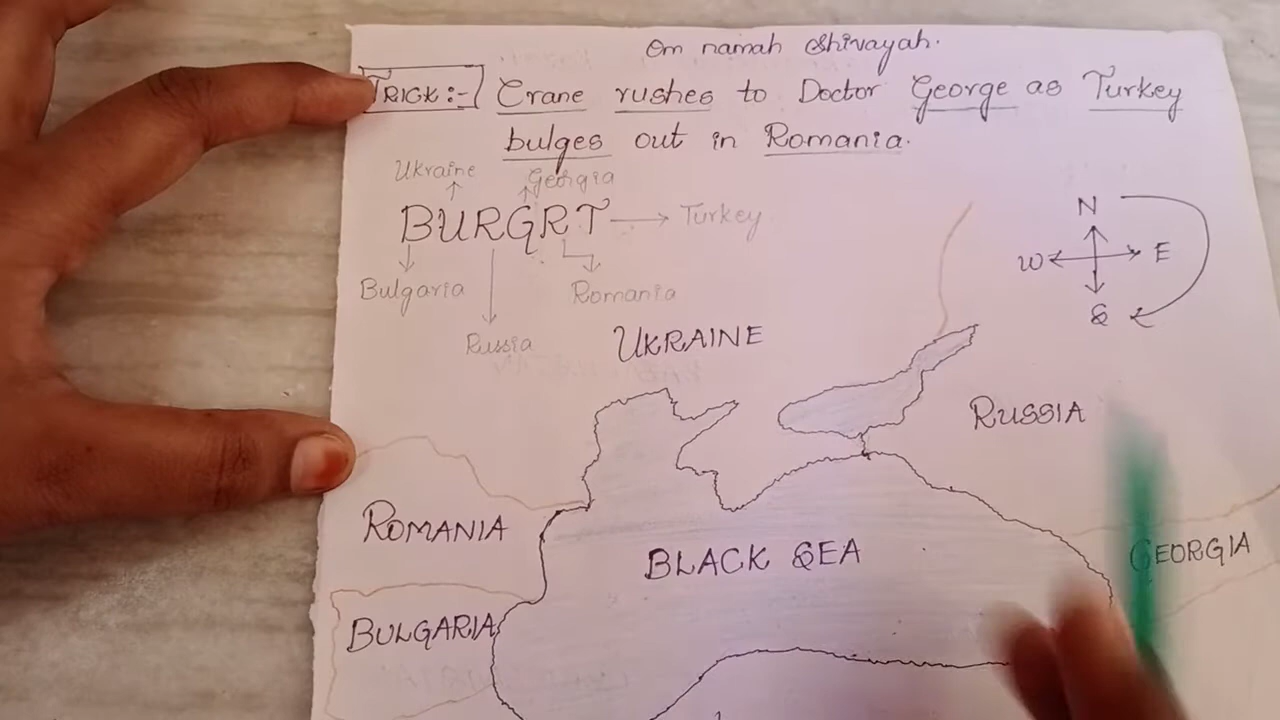 Om namah Shivayah.
TRICK:- Crane rushes to Doctor George as Turkey
bulges out in Romania.
Ukraine Georgia
BURGRT Turkey
Bulgaria Romania
Russia
N
W E
S
UKRAINE
RUSSIA
ROMANIA
BLACK SEA
GEORGIA
BULGARIA